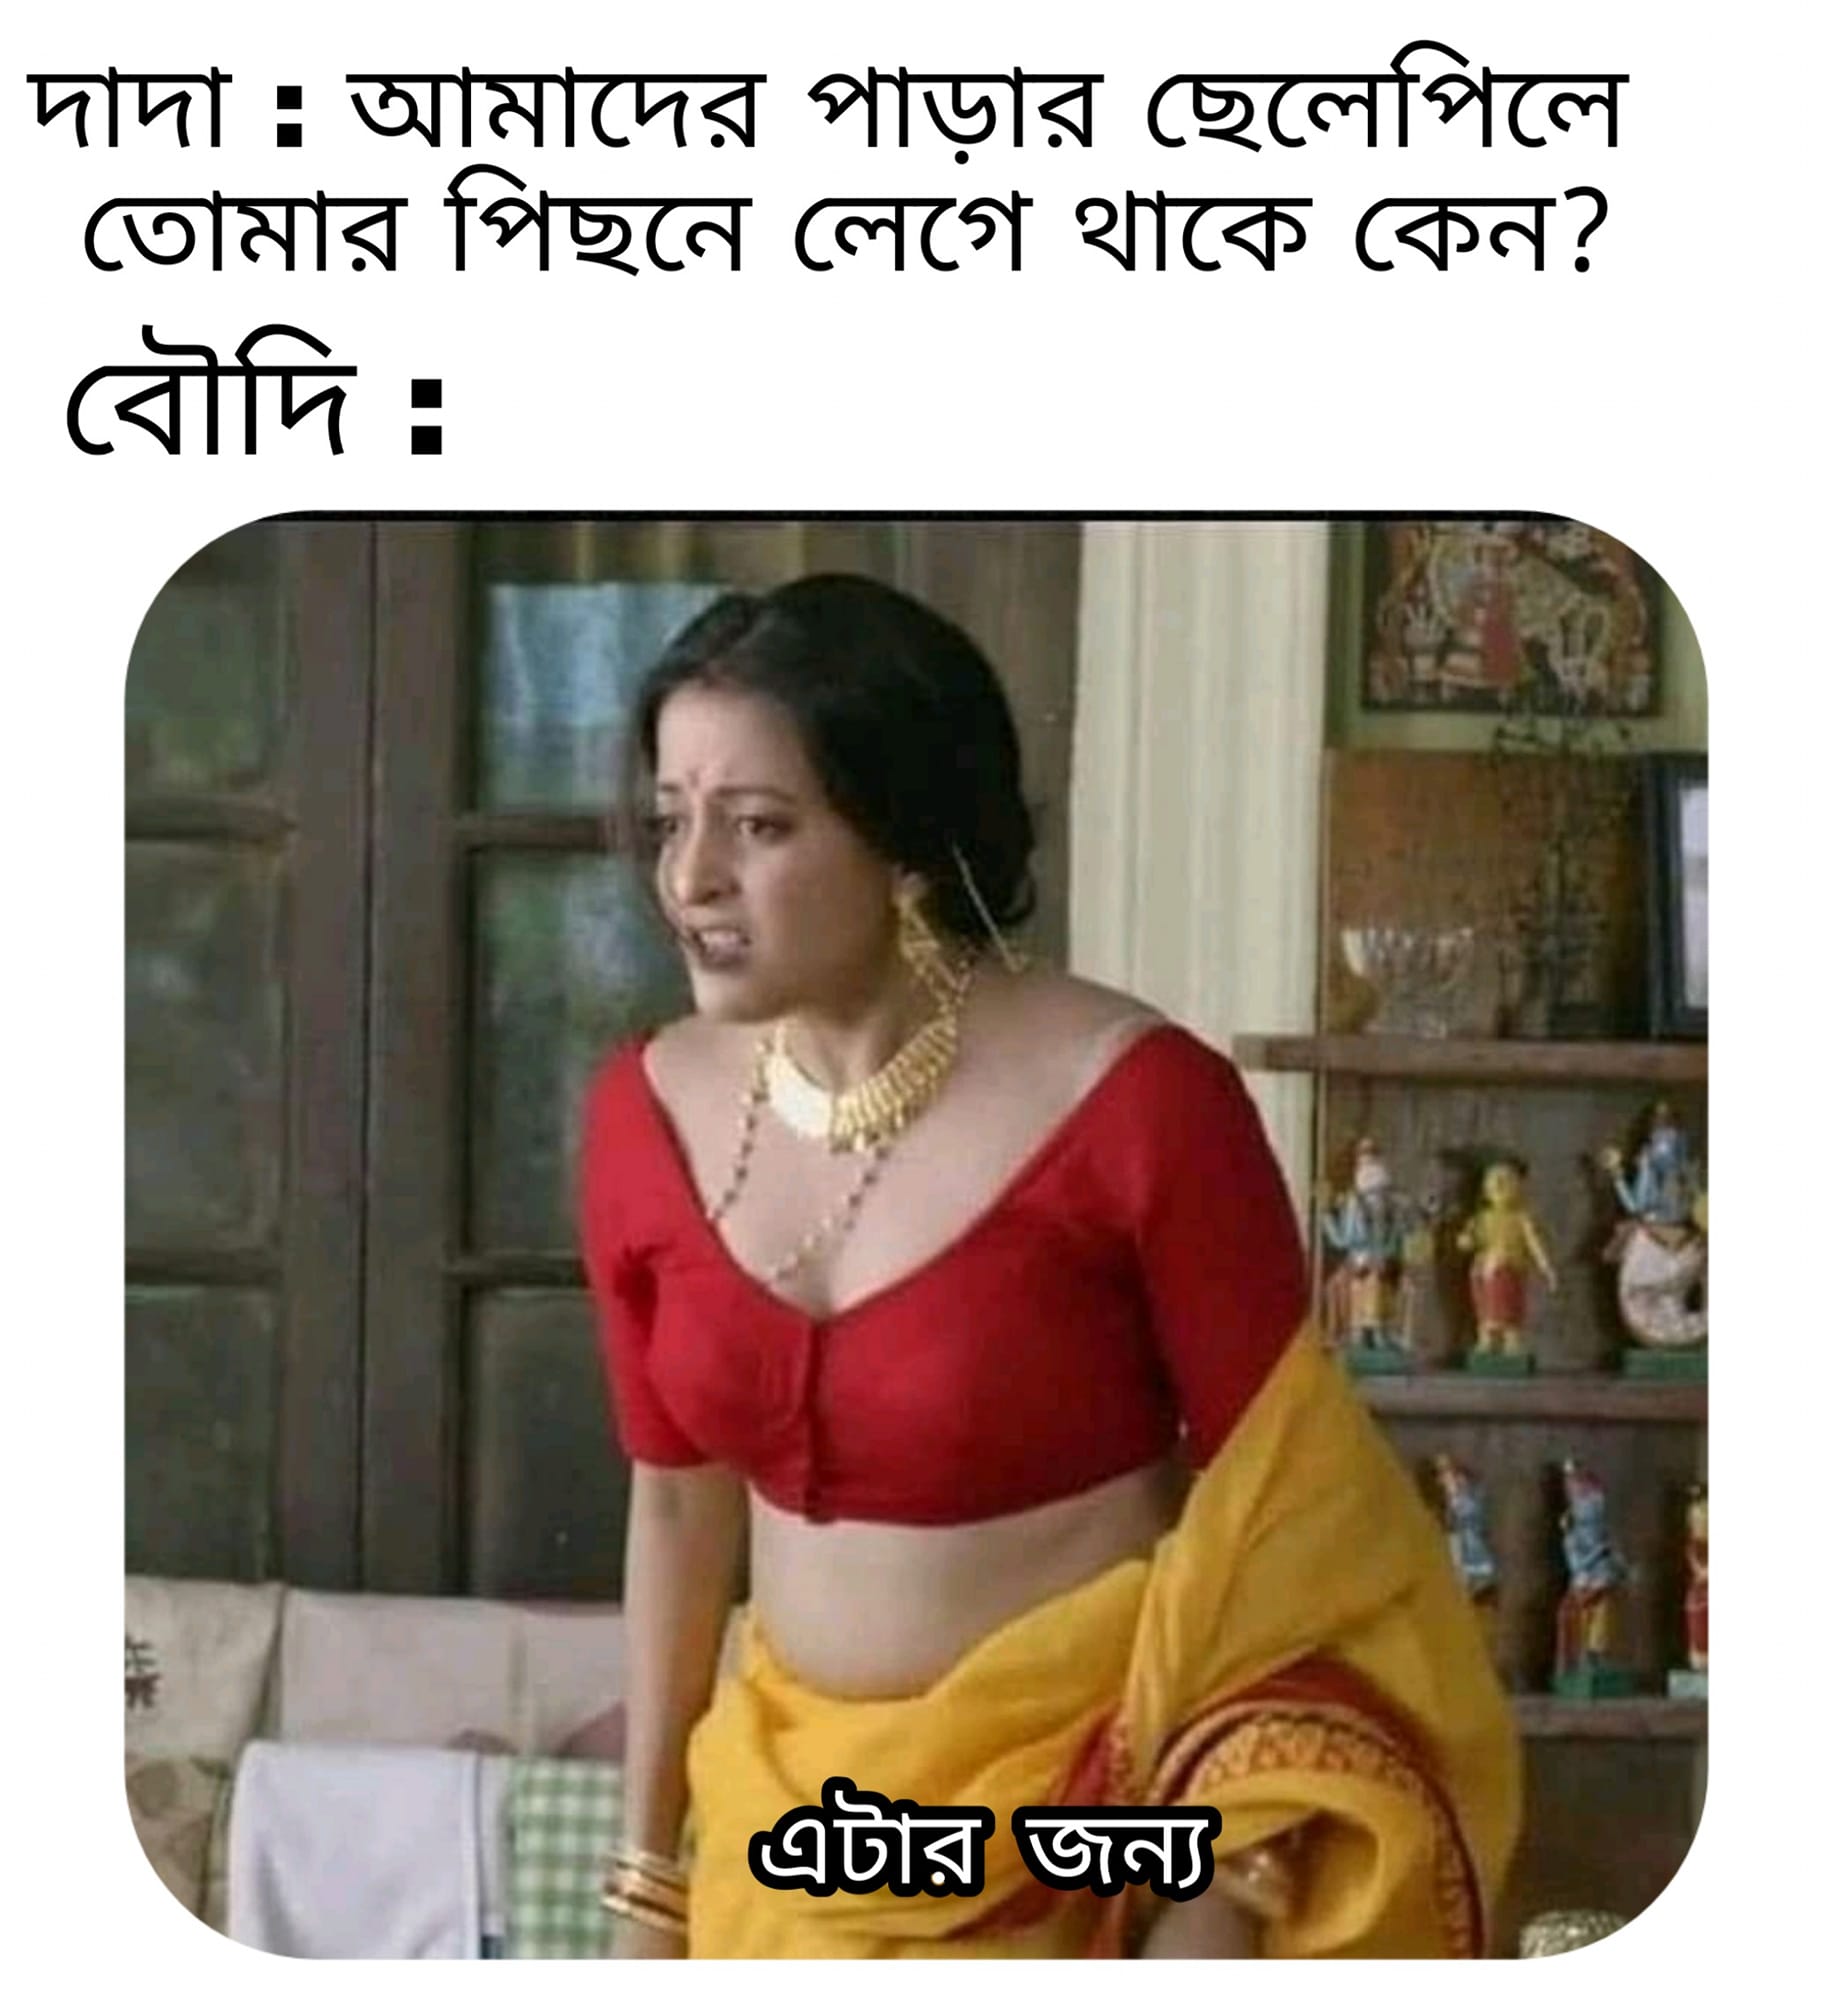 দাদা : আমাদের পাড়ার ছেলেপিলে
তোমার পিছনে লেগে থাকে কেন?
বৌদি :
এটার জন্য